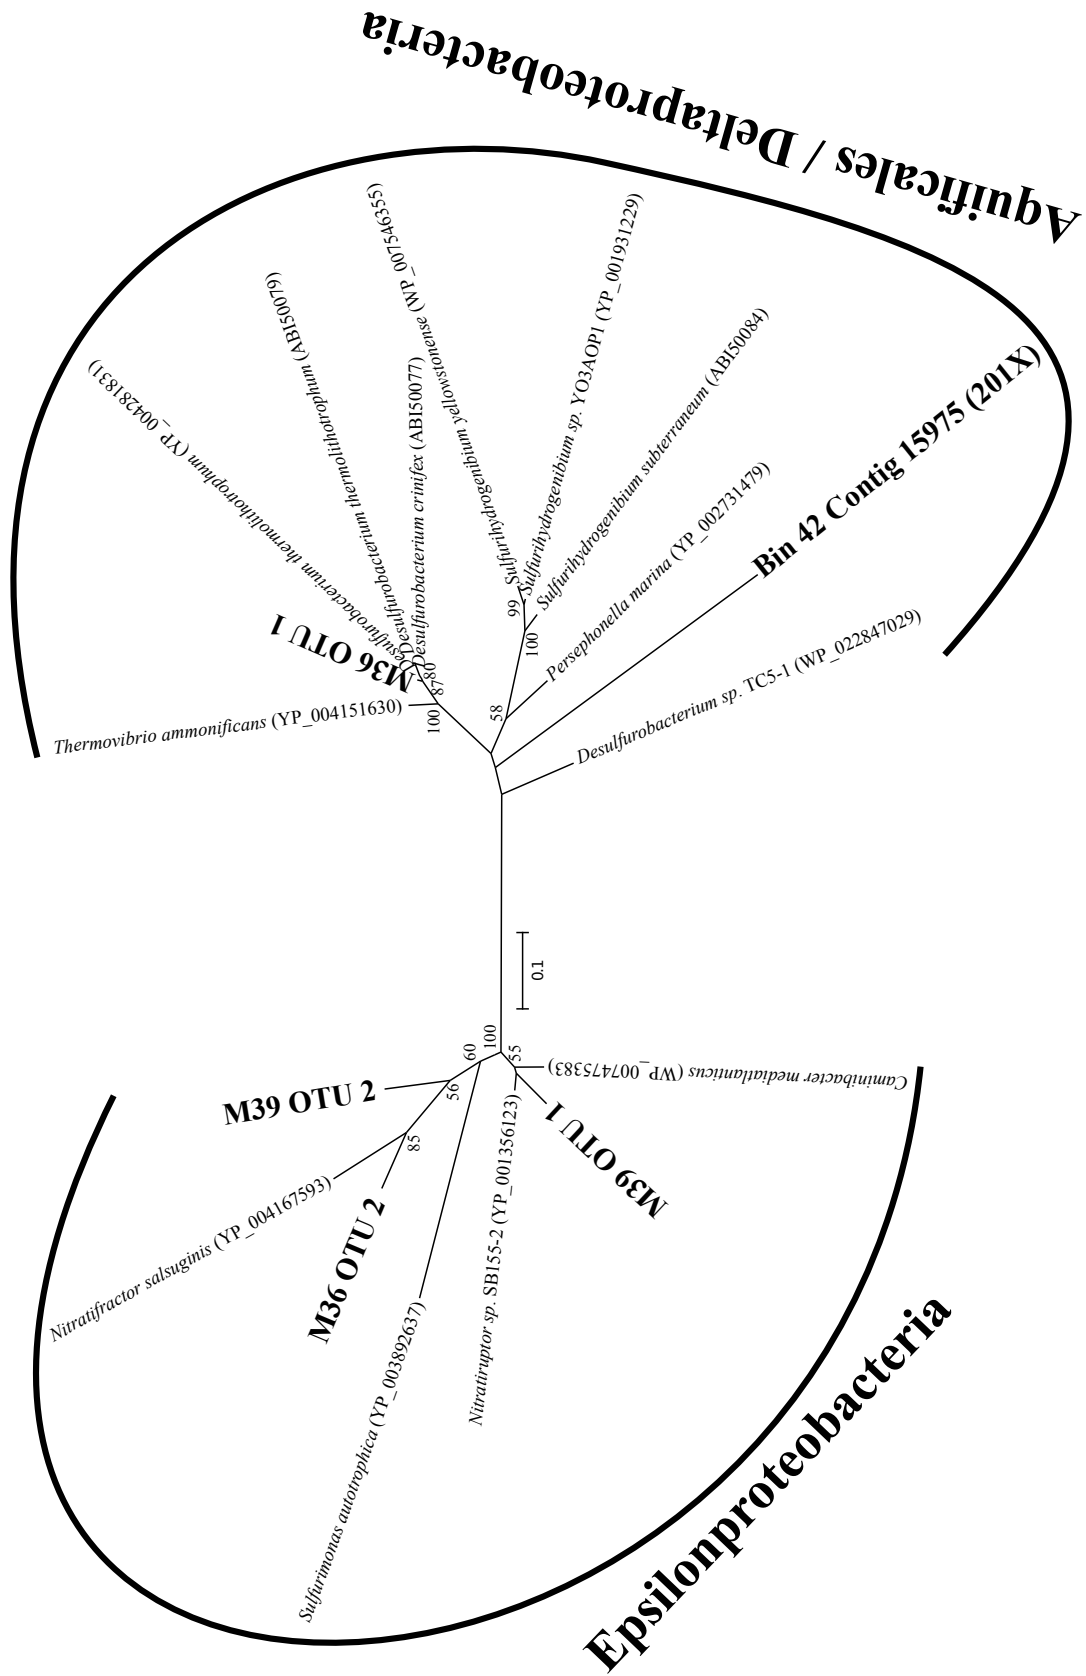 Aquificales / Deltaproteobacteria
Sulfurihydrogenibium yellowstonense (WP_007546355)
Sulfurihydrogenibium sp. YO3AOP1 (YP_001931229)
Desulfurobacterium thermolithotrophum (ABI50079)
Sulfurihydrogenibium subterraneum (ABI50084)
Desulfurobacterium thermolithotrophum (YP_004281831)
Desulfurobacterium crinifex (ABI50077)
Bin 42 Contig 15975 (201X)
Persephonella marina (YP_002731479)
99
100
M36 OTU 1
80
87
100
58
Thermovibrio ammonificans (YP_004151630)
Desulfurobacterium sp. TC5-1 (WP_022847029)
0.1
100
60
55
56
85
Caminibacter mediatlanticus (WP_007475383)
M39 OTU 2
M39 OTU 1
Nitratifractor salsuginis (YP_004167593)
M36 OTU 2
Nitratiruptor sp. SB155-2 (YP_001356123)
Sulfurimonas autotrophica (YP_003892637)
Epsilonproteobacteria